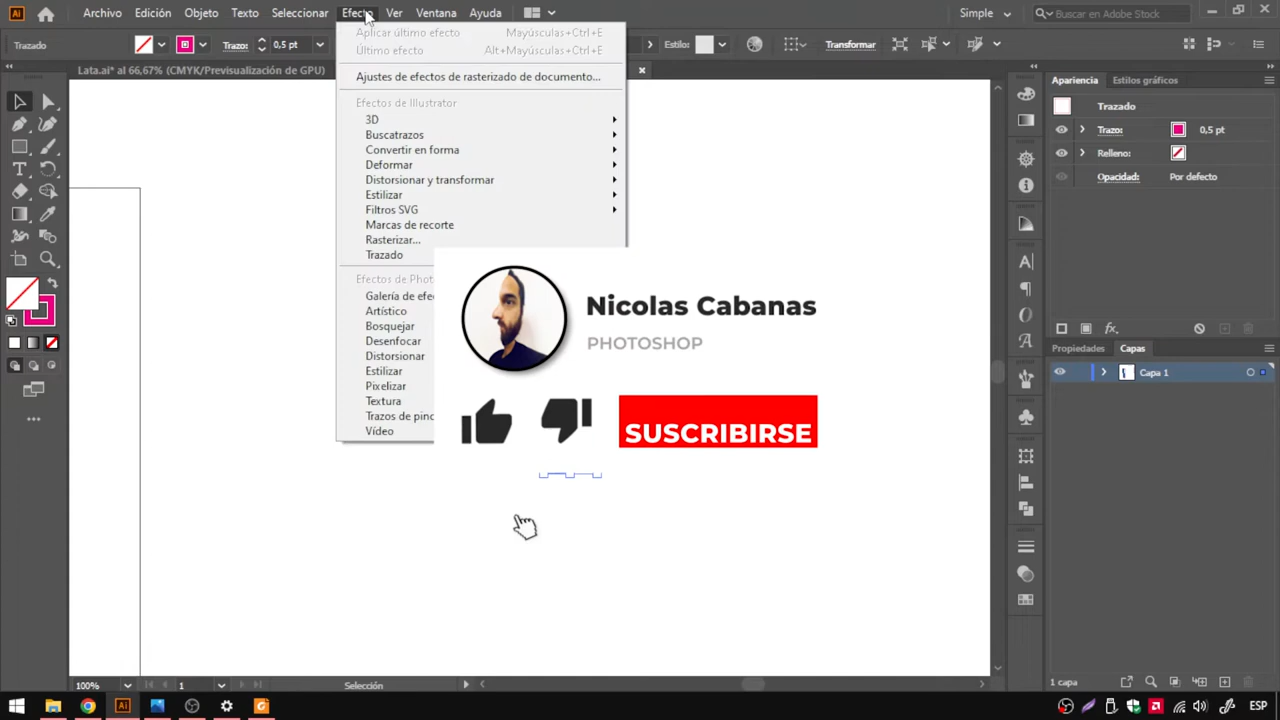 Archivo Edición Objeto Texto Seleccionar Efecto Ver Ventana Ayuda
Simple
Buscar en Adobe Stock
Trazado
Trazo: 0,5 pt
Estilo:
Transformar
Lata.ai* al 66,67% (CMYK/Previsualización de GPU)
Aplicar último efecto Mayúsculas+Ctrl+E
Último efecto Alt+Mayúsculas+Ctrl+E
Ajustes de efectos de rasterizado de documento...
Efectos de Illustrator
3D
Buscatrazos
Convertir en forma
Deformar
Distorsionar y transformar
Estilizar
Filtros SVG
Marcas de recorte
Rasterizar...
Trazado
Efectos de Phot
Galería de efec
Artístico
Bosquejar
Desenfocar
Distorsionar
Estilizar
Pixelizar
Textura
Trazos de pinc
Vídeo
Nicolas Cabanas
PHOTOSHOP
SUSCRIBIRSE
Apariencia Estilos gráficos
Trazado
Trazo: 0,5 pt
Relleno:
Opacidad: Por defecto
fx
Propiedades Capas
Capa 1
1 capa
100% 1 Selección
ESP